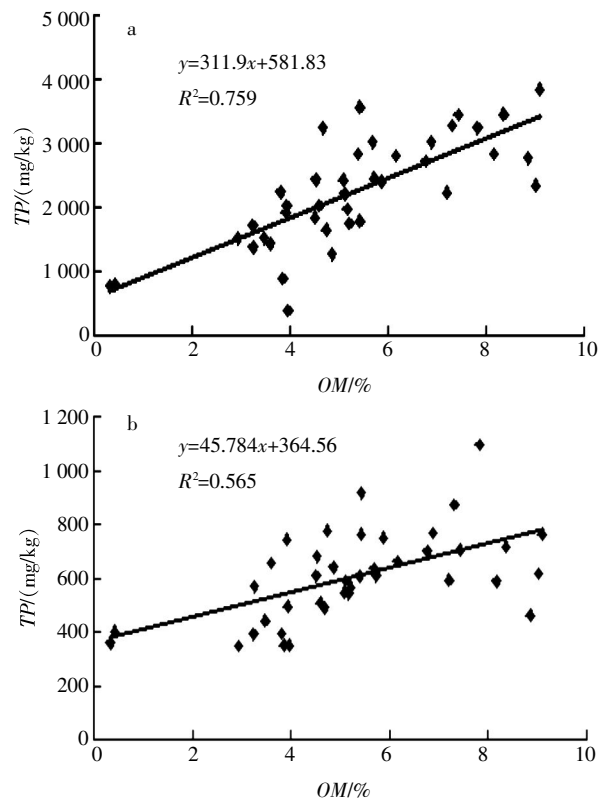 a
y=311.9x+581.83
R²=0.759
5 000
4 000
3 000
2 000
1 000
0
TP/(mg/kg)
0 2 4 6 8 10
OM/%
b
y=45.784x+364.56
R²=0.565
1 200
1 000
800
600
400
200
0
TP/(mg/kg)
0 2 4 6 8 10
OM/%